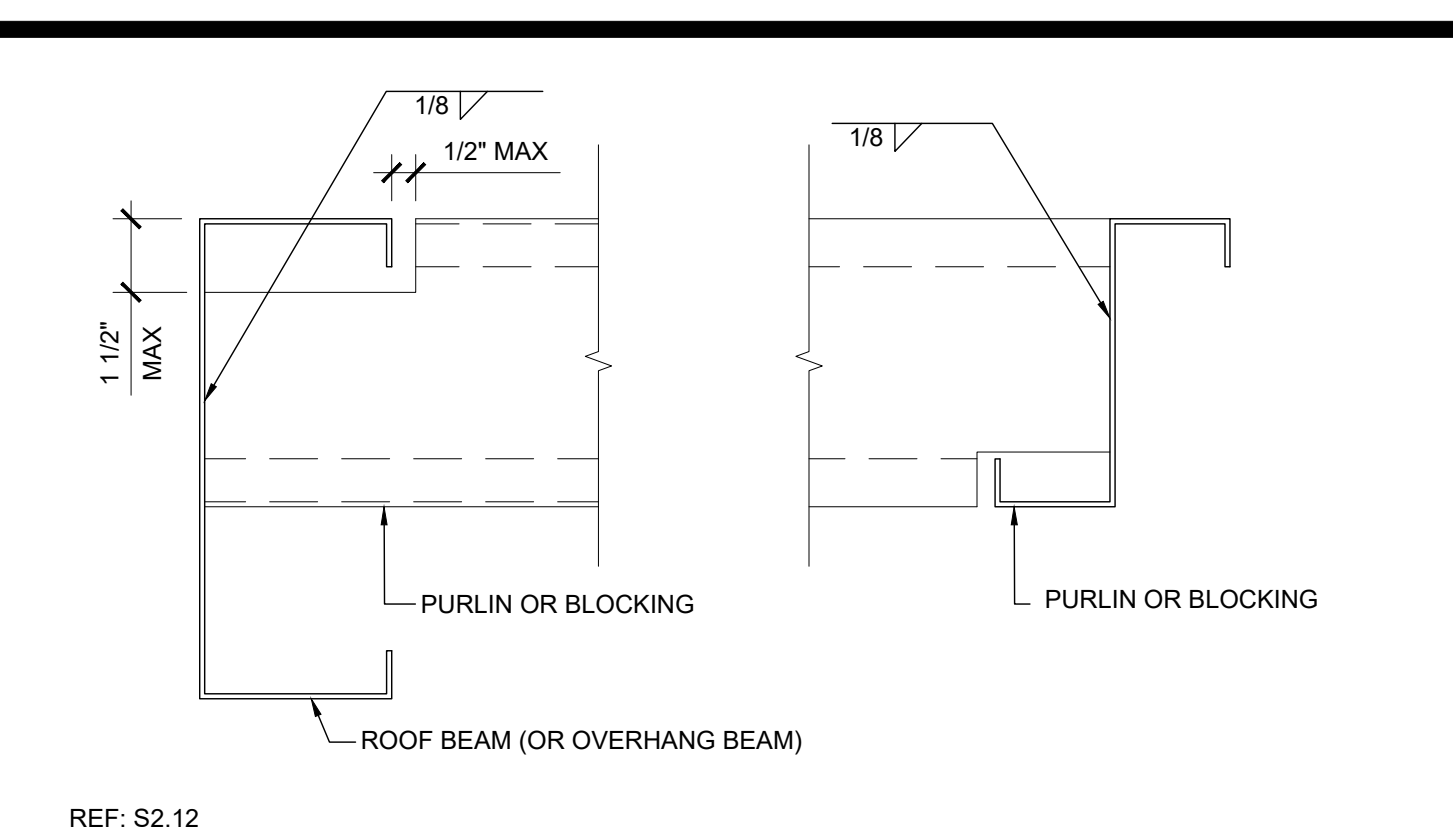 1/8
1/2" MAX
1/8
1 1/2"
MAX
PURLIN OR BLOCKING
PURLIN OR BLOCKING
ROOF BEAM (OR OVERHANG BEAM)
REF: S2.12